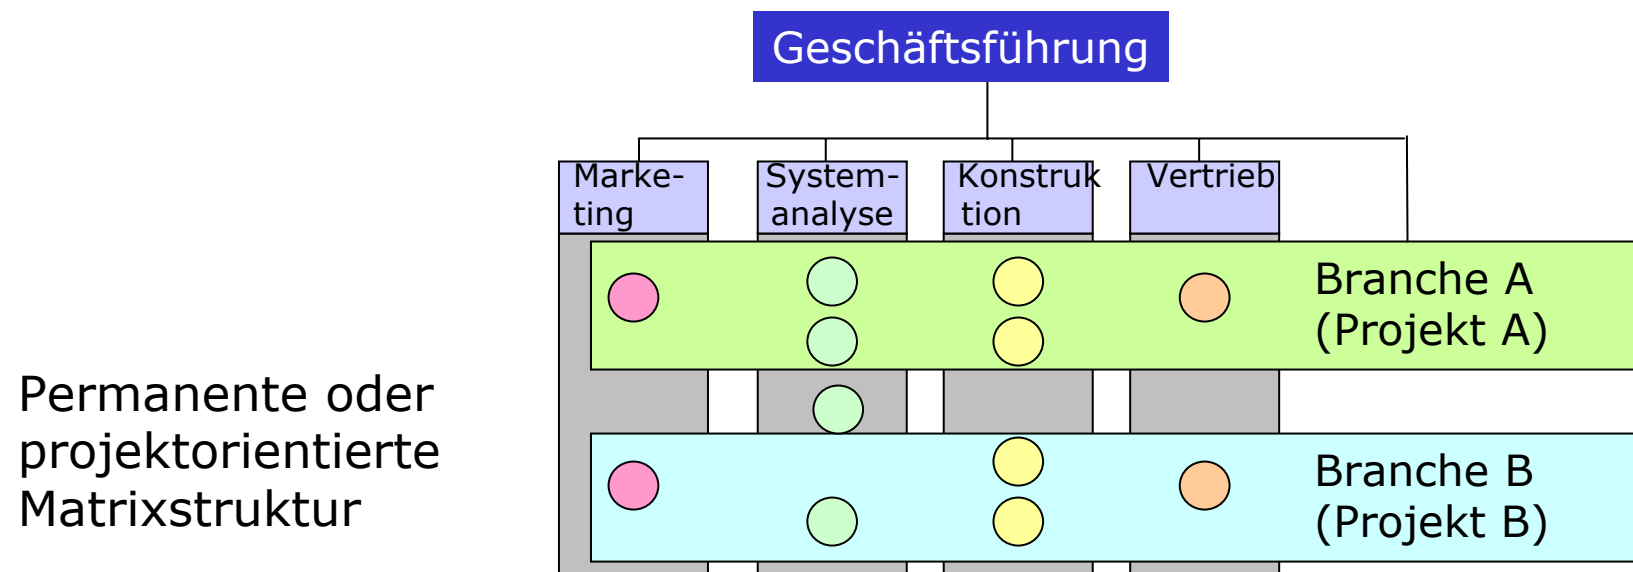 Geschäftsführung
Marke-
ting
System-
analyse
Konstruk
tion
Vertrieb
Branche A
(Projekt A)
Permanente oder
projektorientierte
Matrixstruktur
Branche B
(Projekt B)